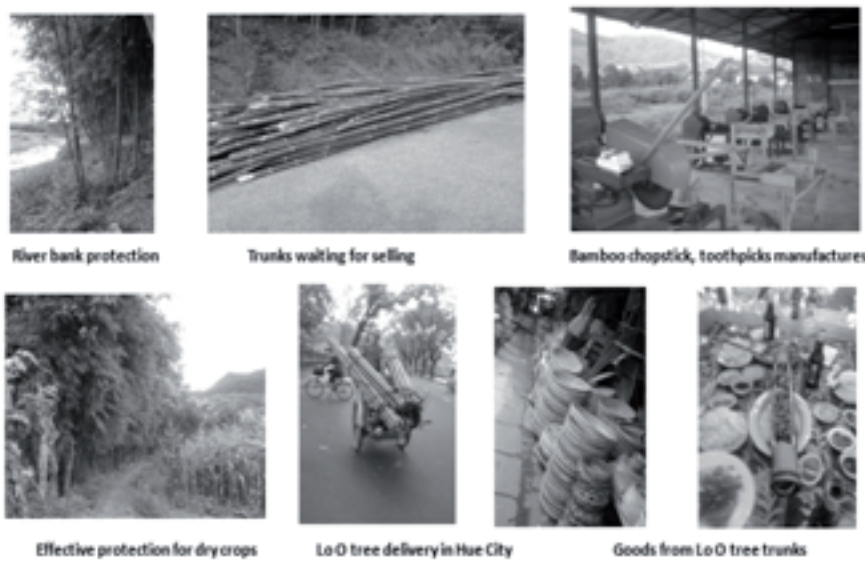 River bank protection
Trunks waiting for selling
Bamboo chopstick, toothpicks manufactures
Effective protection for dry crops
Lo O tree delivery in Hue City
Goods from Lo O tree trunks